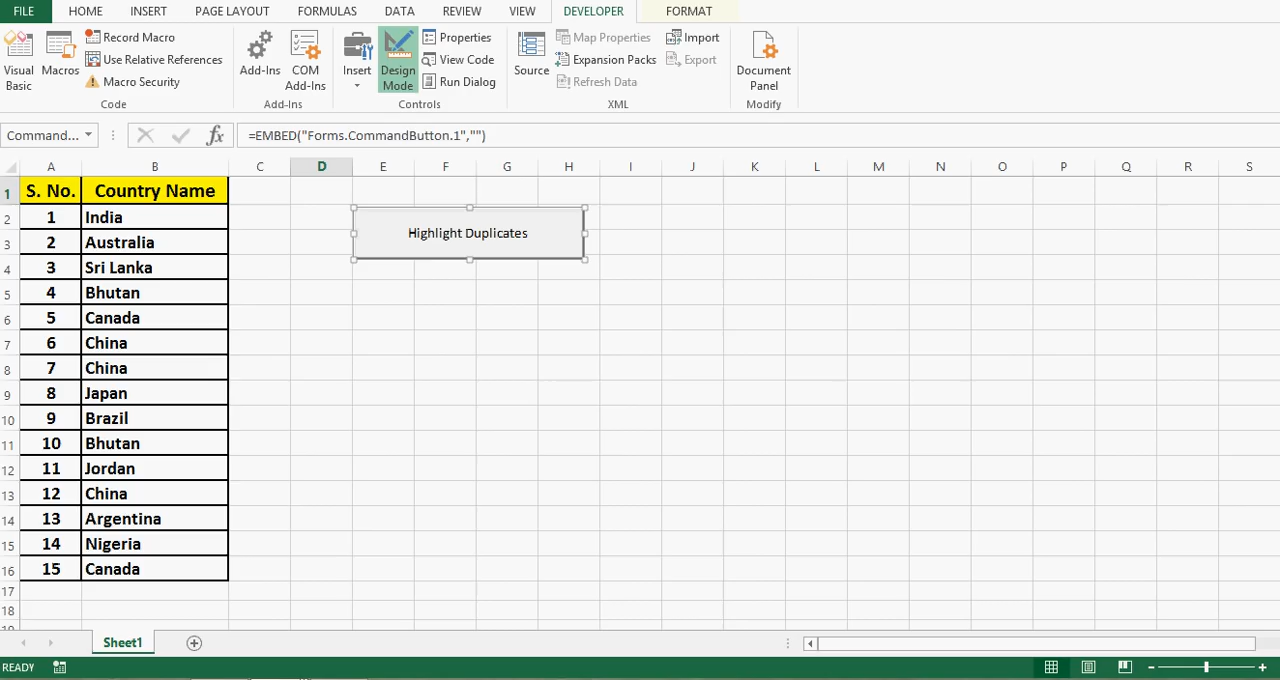 FILE HOME INSERT PAGE LAYOUT FORMULAS DATA REVIEW VIEW DEVELOPER FORMAT
Visual Basic
Macros
Record Macro
Use Relative References
Macro Security
Code
Add-Ins
COM Add-Ins
Add-Ins
Insert
Design Mode
Properties
View Code
Run Dialog
Controls
Source
Map Properties
Expansion Packs
Refresh Data
Import
Export
XML
Document Panel
Modify
Command... fx =EMBED("Forms.CommandButton.1","")
A B C D E F G H I J K L M N O P Q R S
1 S. No. Country Name
2 1 India
Highlight Duplicates
3 2 Australia
4 3 Sri Lanka
5 4 Bhutan
6 5 Canada
7 6 China
8 7 China
9 8 Japan
10 9 Brazil
11 10 Bhutan
12 11 Jordan
13 12 China
14 13 Argentina
15 14 Nigeria
16 15 Canada
17
18
19
Sheet1
READY